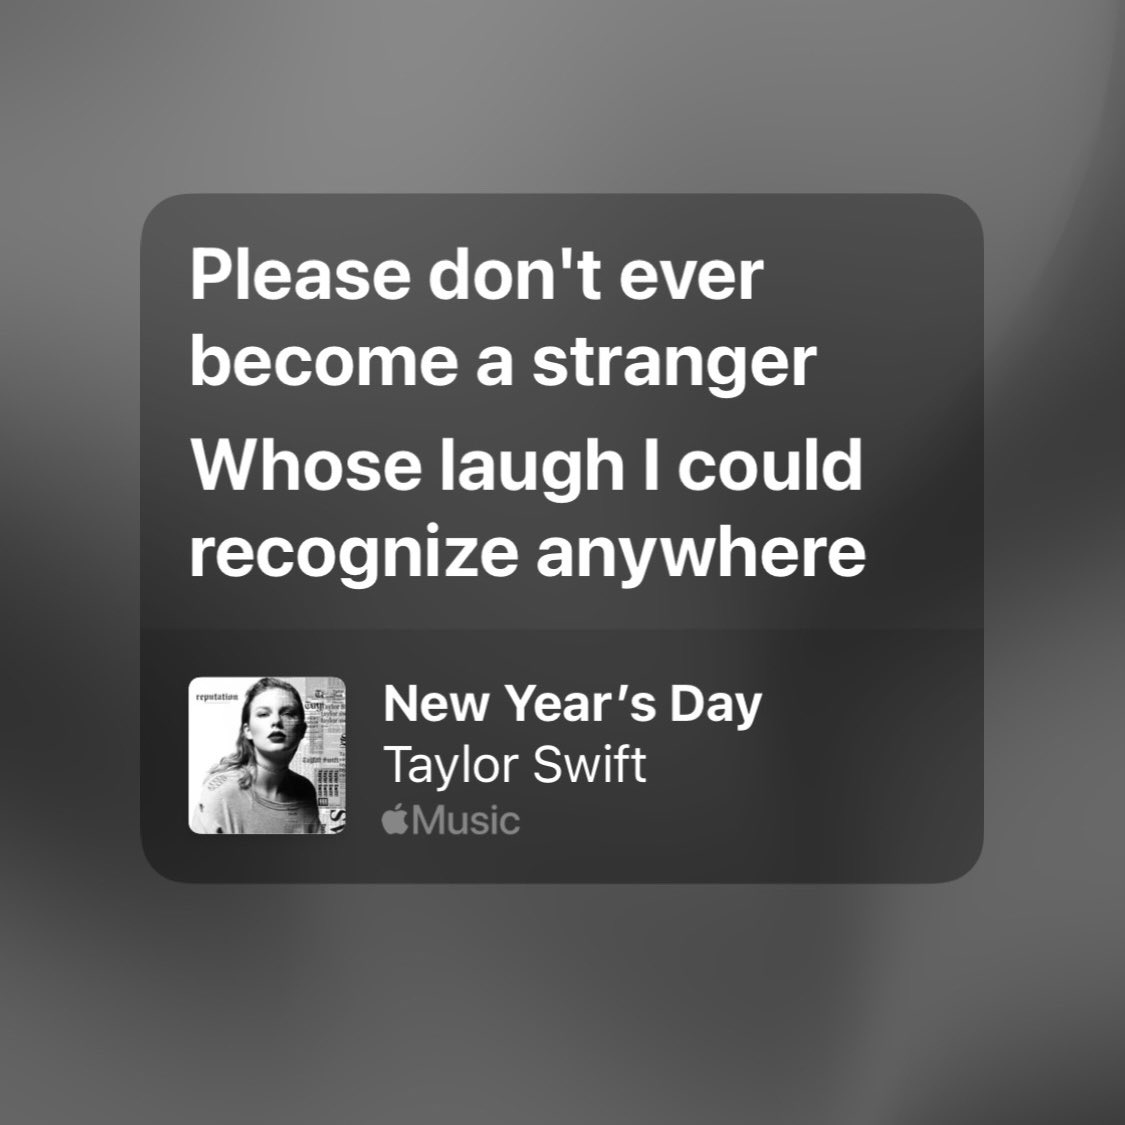 Please don't ever
become a stranger
Whose laugh I could
recognize anywhere
reputation
New Year’s Day
Taylor Swift
Music